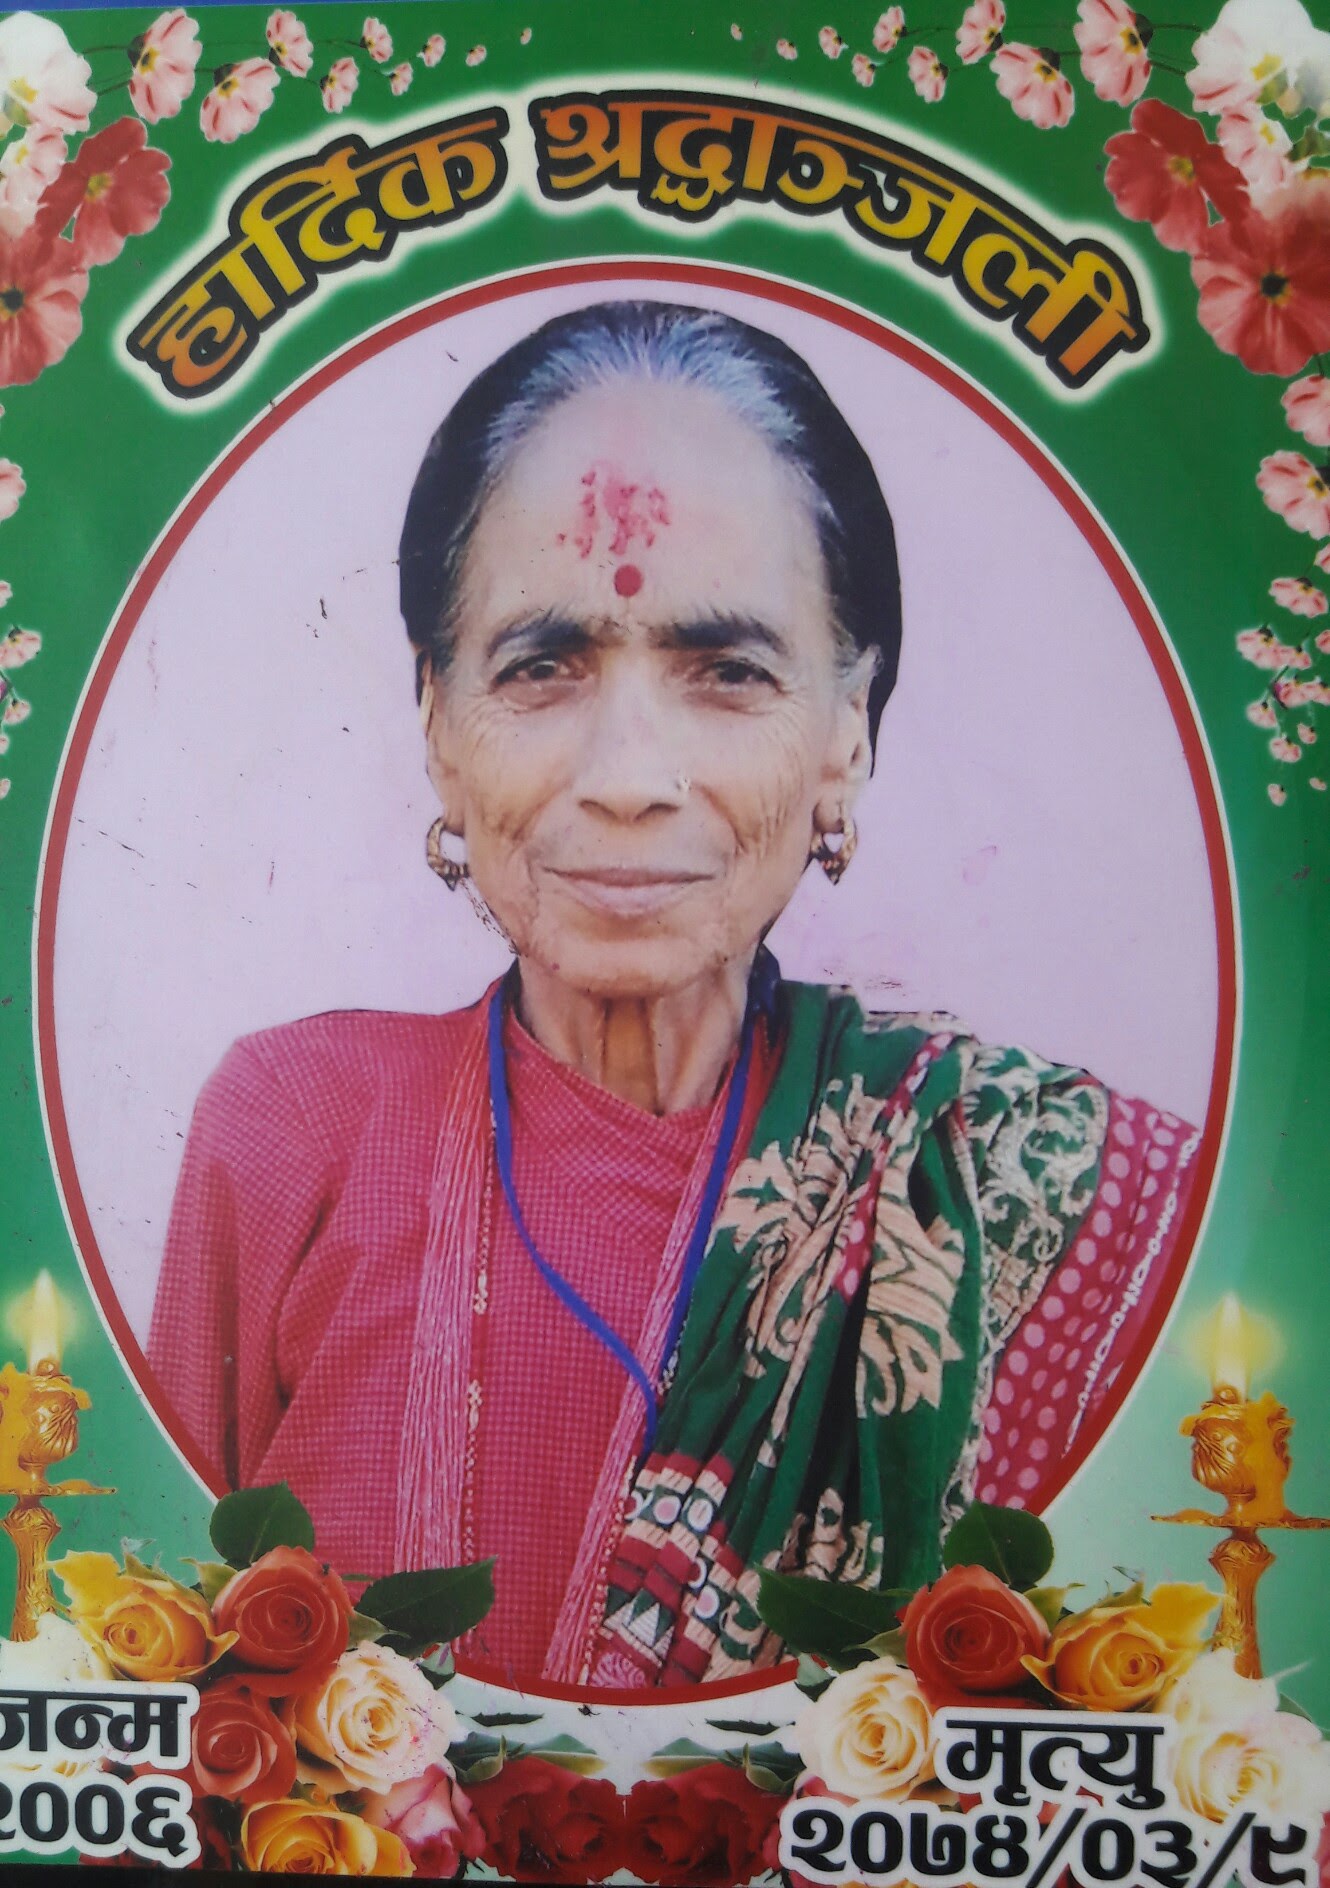 हार्दिक श्रद्धाञ्जली
जन्म
२००६
मृत्यु
२०७४/०३/९